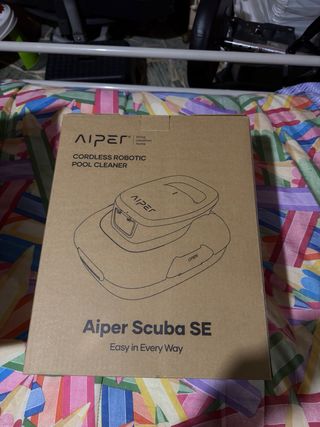 AIPER
CORDLESS ROBOTIC
POOL CLEANER
AIPER
Aiper Scuba SE
Easy in Every Way